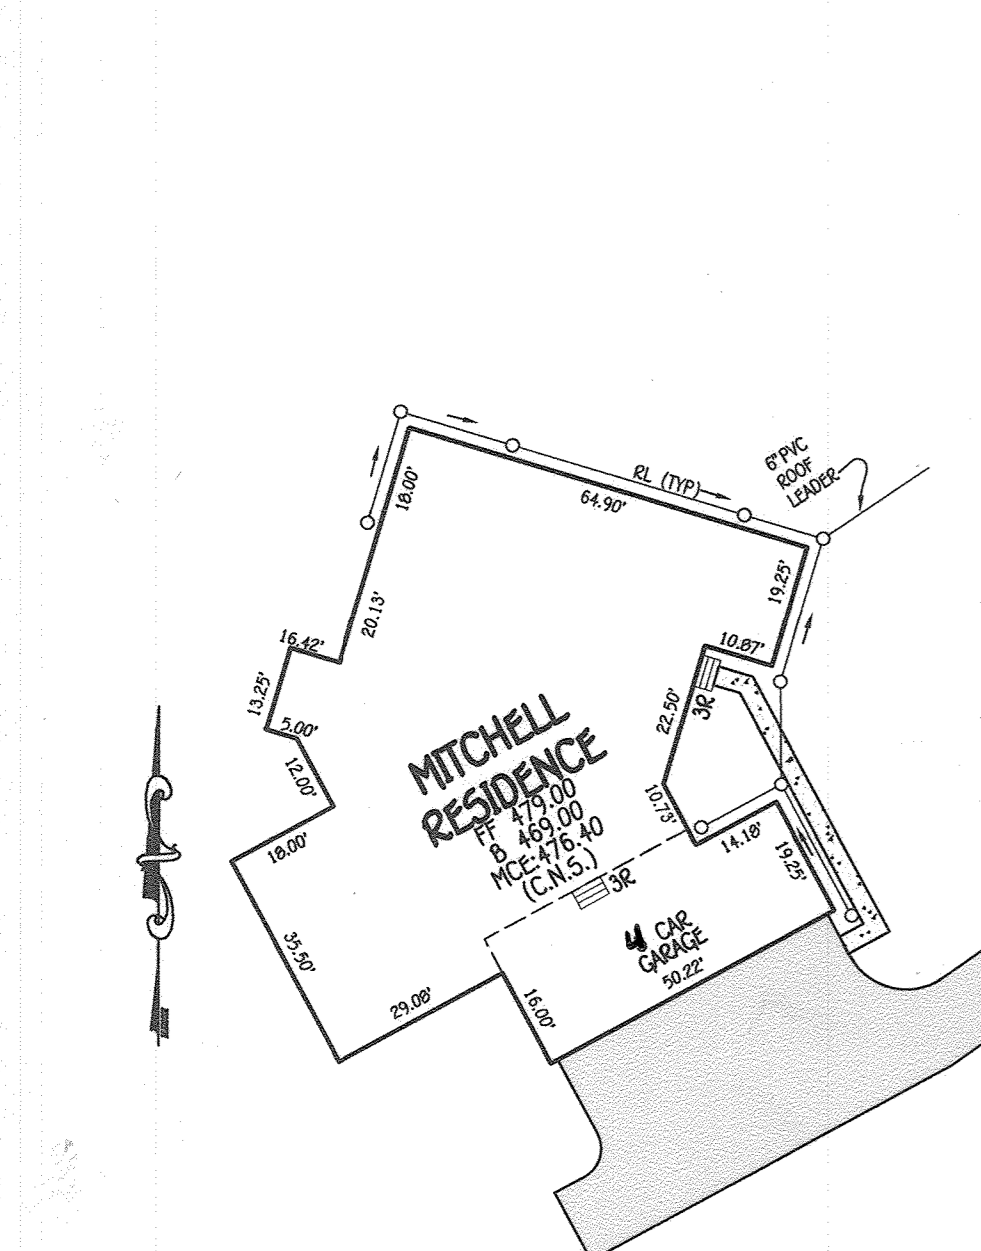 6" PVC
ROOF
LEADER
RL (TYP)
18.00'
64.90'
19.25'
20.13'
10.87'
16.42'
13.25'
5.00'
22.50'
3R
12.00'
10.73'
MITCHELL
RESIDENCE
FF 479.00
B 469.00
MCE:476.40
(C.N.S.)
18.00'
14.18'
19.25'
3R
4 CAR
GARAGE
50.22'
35.50'
29.08'
16.00'